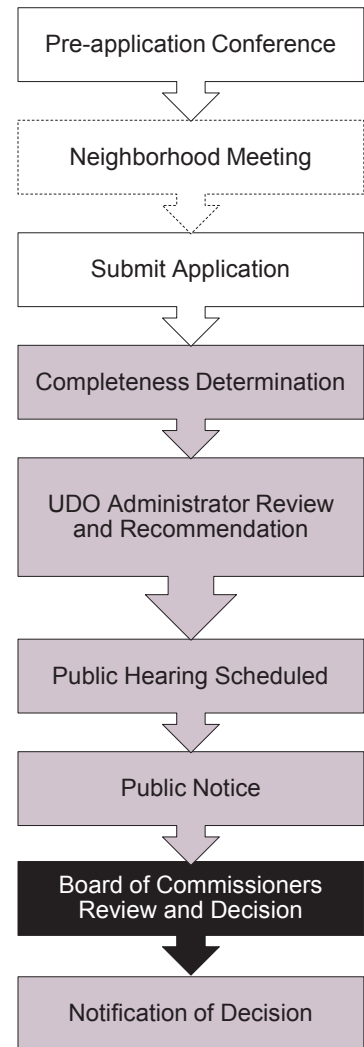 Pre-application Conference
Neighborhood Meeting
Submit Application
Completeness Determination
UDO Administrator Review
and Recommendation
Public Hearing Scheduled
Public Notice
Board of Commissioners
Review and Decision
Notification of Decision